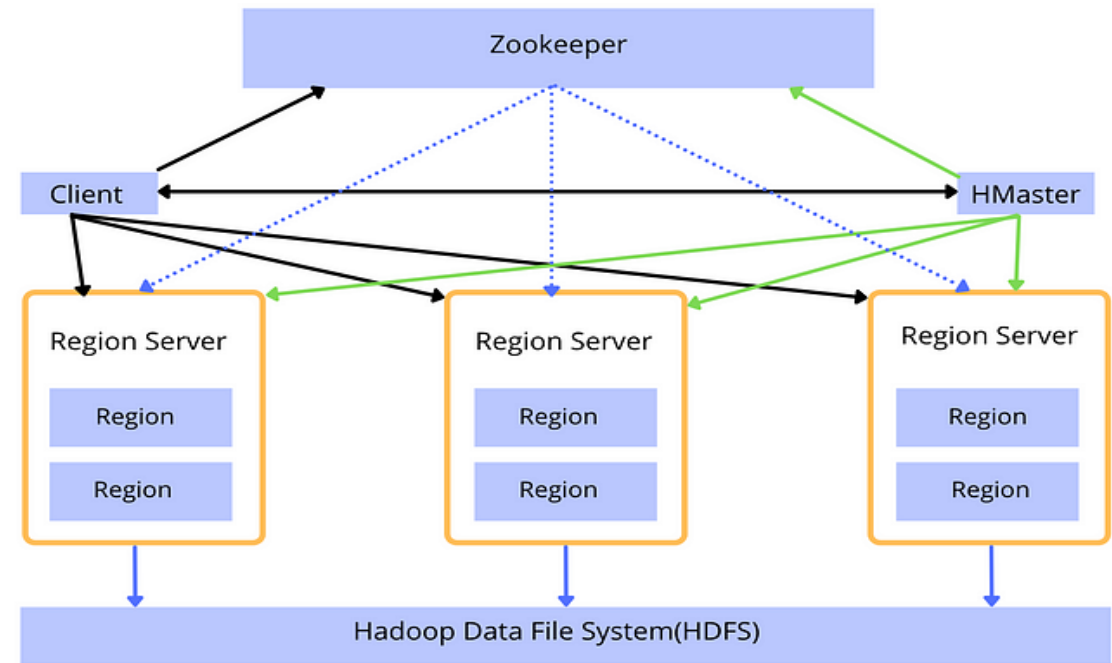 Zookeeper
Client
HMaster
Region Server
Region
Region
Region Server
Region
Region
Region Server
Region
Region
Hadoop Data File System(HDFS)